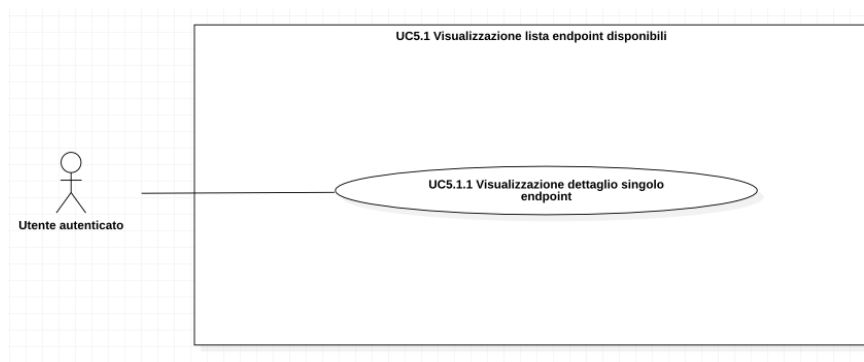 UC5.1 Visualizzazione lista endpoint disponibili
UC5.1.1 Visualizzazione dettaglio singolo
endpoint
Utente autenticato